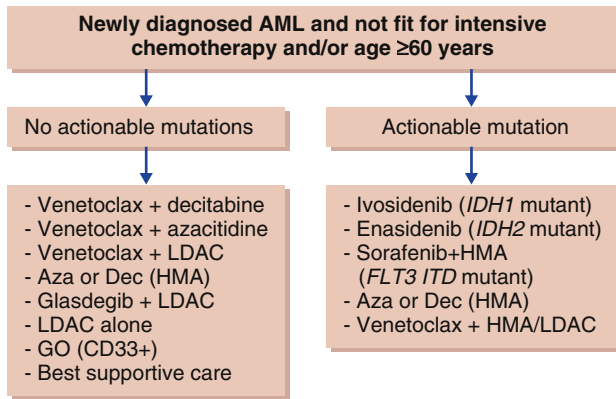 Newly diagnosed AML and not fit for intensive
chemotherapy and/or age ≥60 years
No actionable mutations
Actionable mutation
- Venetoclax + decitabine
- Venetoclax + azacitidine
- Venetoclax + LDAC
- Aza or Dec (HMA)
- Glasdegib + LDAC
- LDAC alone
- GO (CD33+)
- Best supportive care
- Ivosidenib (IDH1 mutant)
- Enasidenib (IDH2 mutant)
- Sorafenib+HMA
(FLT3 ITD mutant)
- Aza or Dec (HMA)
- Venetoclax + HMA/LDAC